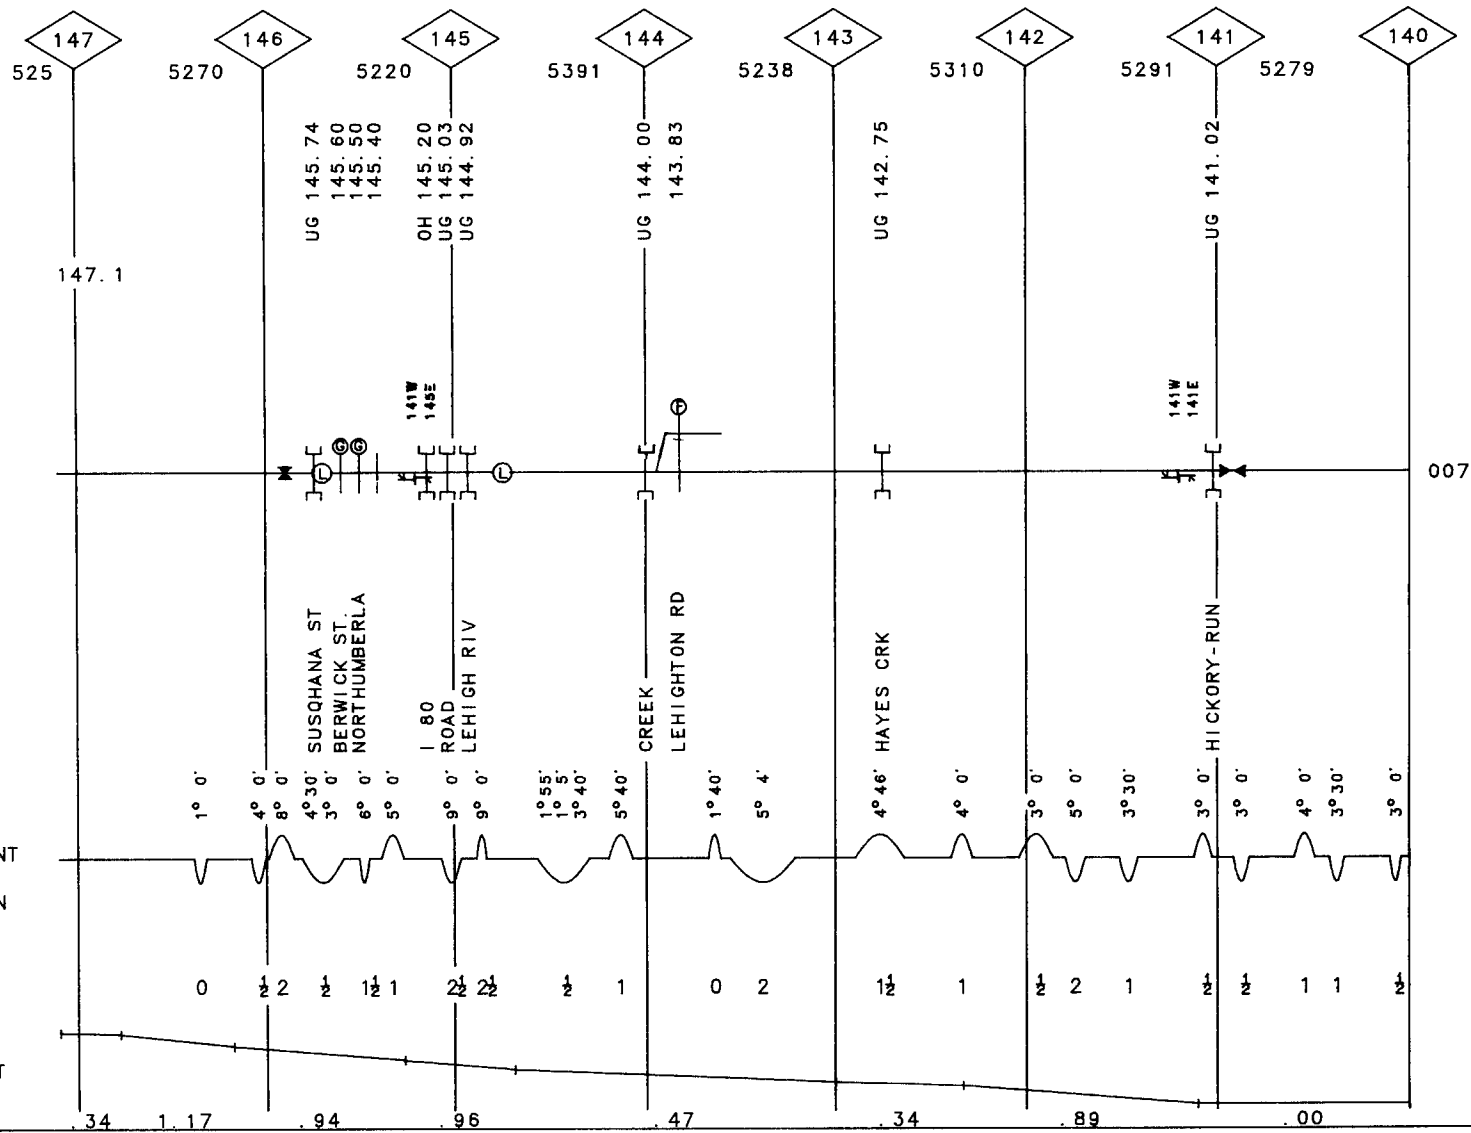 147 146 145 144 143 142 141 140
525 5270 5220 5391 5238 5310 5291 5279
UG 145.74
145.60
145.50
145.40
OH 145.20
UG 145.03
UG 144.92
UG 144.00
143.83
UG 142.75
UG 141.02
147.1
141W
145E
141W
141E
G G
F
L L
007
SUSQHANA ST
BERWICK ST.
NORTHUMBERLA
I 80
ROAD
LEHIGH RIV
CREEK
LEHIGHTON RD
HAYES CRK
HICKORY-RUN
1° 0'
4° 0'
8° 0'
4°30'
3° 0'
6° 0'
5° 0'
9° 0'
9° 0'
1°55'
1° 5'
3°40'
5°40'
1°40'
5° 4'
4°46'
4° 0'
3° 0'
5° 0'
3°30'
3° 0'
3° 0'
4° 0'
3°30'
3° 0'
NT
N
0 ½ 2 ½ 1½ 1 2½ 2½ ½ 1 0 2 1½ 1 ½ 2 1 ½ ½ 1 1 ½
T
.34 1.17 .94 .96 .47 .34 .89 .00